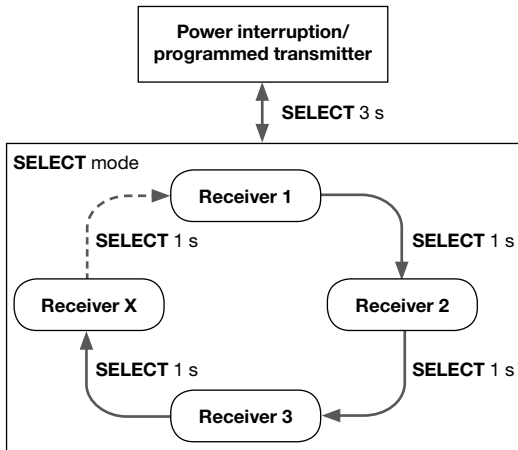 Power interruption/
programmed transmitter
SELECT 3 s
SELECT mode
Receiver 1
SELECT 1 s
SELECT 1 s
Receiver X
Receiver 2
SELECT 1 s
SELECT 1 s
Receiver 3